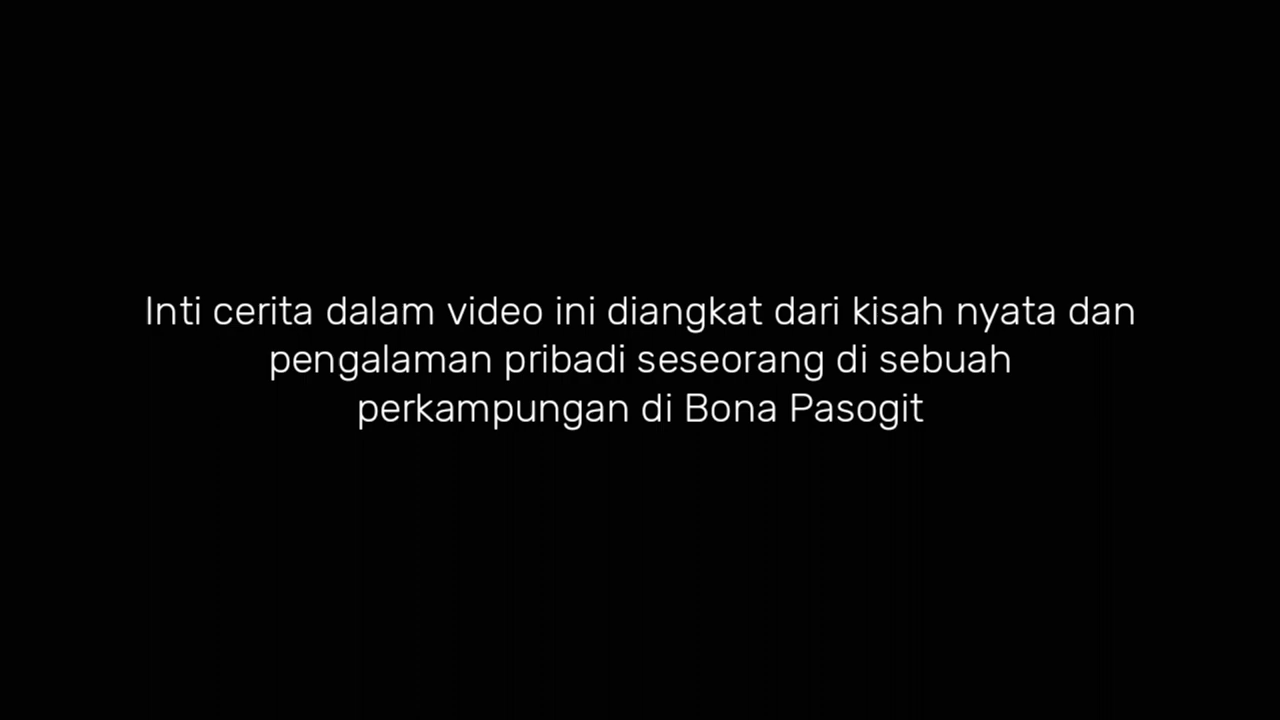 Inti cerita dalam video ini diangkat dari kisah nyata dan
pengalaman pribadi seseorang di sebuah
perkampungan di Bona Pasogit